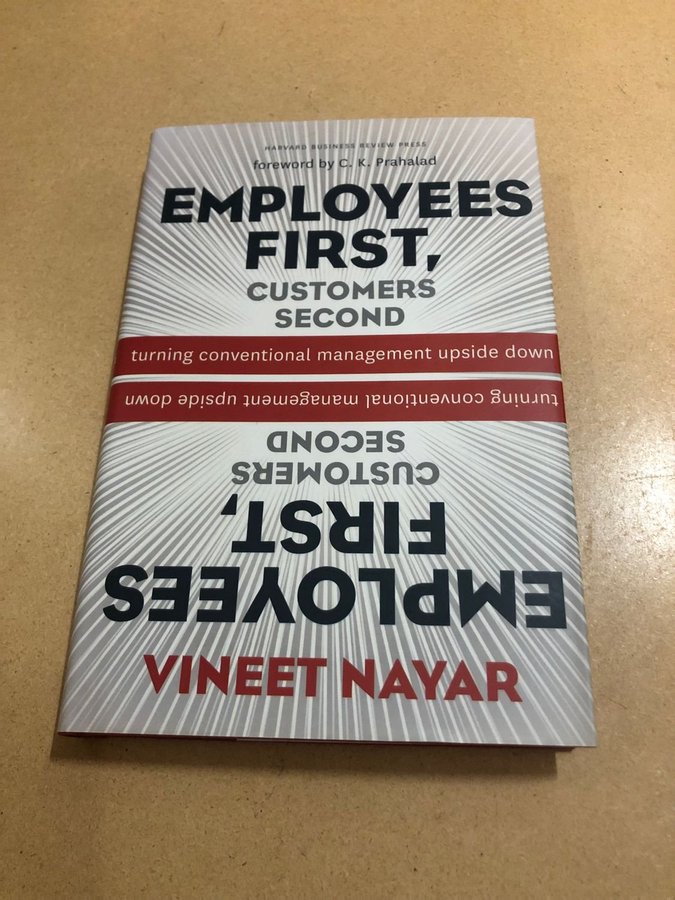 HARVARD BUSINESS REVIEW PRESS
foreword by C. K. Prahalad
EMPLOYEES
FIRST,
CUSTOMERS
SECOND
turning conventional management upside down
turning conventional management upside down
SECOND
CUSTOMERS
FIRST,
EMPLOYEES
VINEET NAYAR